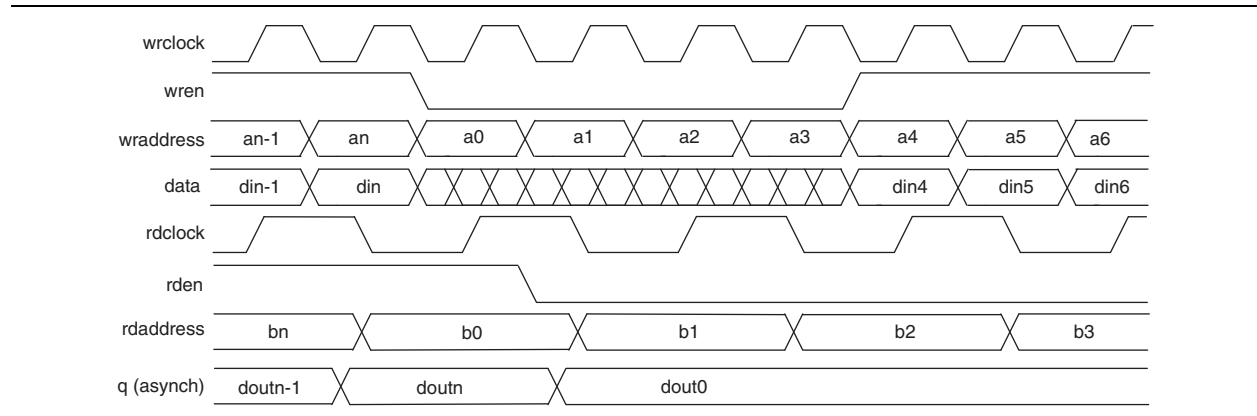 wrclock
wren
wraddress an-1 an a0 a1 a2 a3 a4 a5 a6
data din-1 din din4 din5 din6
rdclock
rden
rdaddress bn b0 b1 b2 b3
q (asynch) doutn-1 doutn dout0